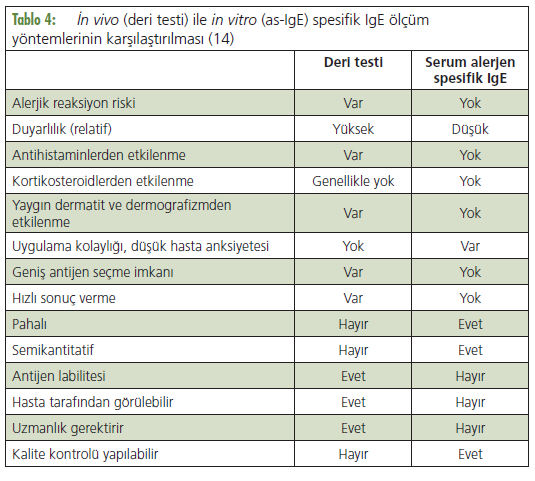 Tablo 4: İn vivo (deri testi) ile in vitro (as-IgE) spesifik IgE ölçüm
yöntemlerinin karşılaştırılması (14)
Deri testi Serum alerjen
spesifik IgE
Alerjik reaksiyon riski Var Yok
Duyarlılık (relatif) Yüksek Düşük
Antihistaminlerden etkilenme Var Yok
Kortikosteroidlerden etkilenme Genellikle yok Yok
Yaygın dermatit ve dermografizmden
etkilenme Var Yok
Uygulama kolaylığı, düşük hasta anksiyetesi Yok Var
Geniş antijen seçme imkanı Var Yok
Hızlı sonuç verme Var Yok
Pahalı Hayır Evet
Semikantitatif Hayır Evet
Antijen labilitesi Evet Hayır
Hasta tarafından görülebilir Evet Hayır
Uzmanlık gerektirir Evet Hayır
Kalite kontrolü yapılabilir Hayır Evet